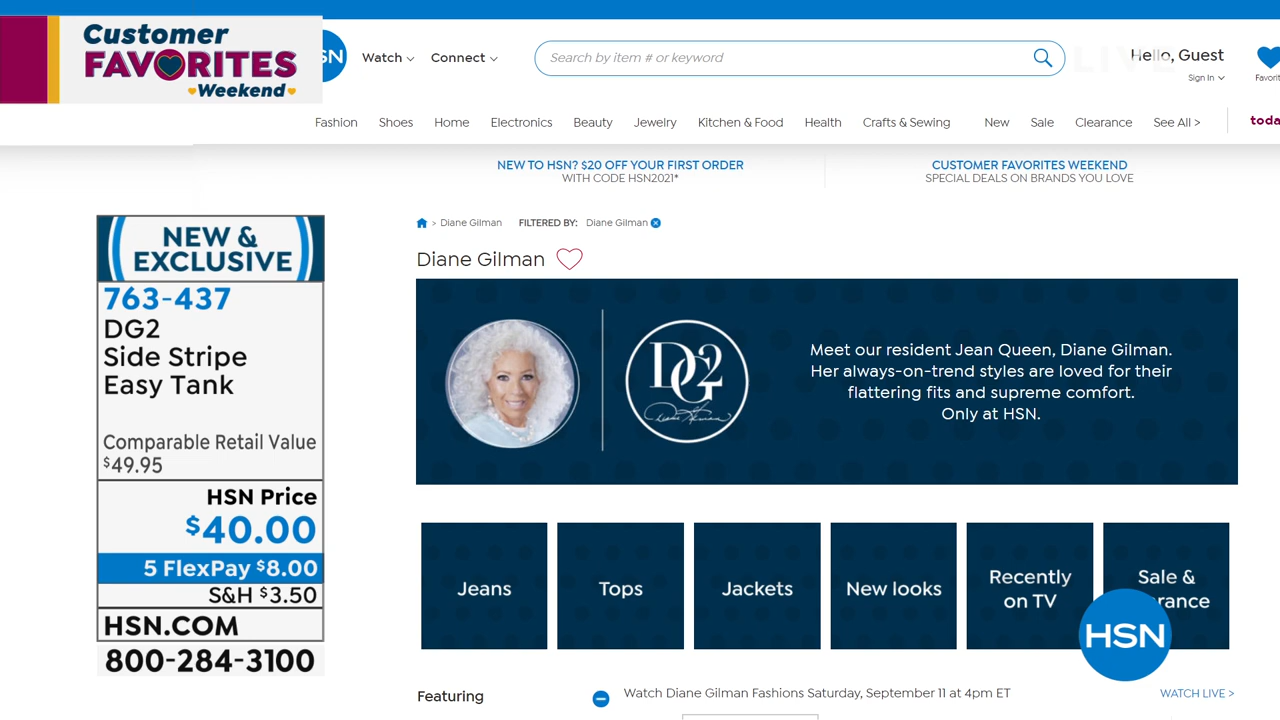 Customer
FAVORITES
Weekend
SN
Watch
Connect
Search by item # or keyword
LIVE
Hello, Guest
Sign In
Favorit
Fashion
Shoes
Home
Electronics
Beauty
Jewelry
Kitchen & Food
Health
Crafts & Sewing
New
Sale
Clearance
See All >
toda
NEW TO HSN? $20 OFF YOUR FIRST ORDER
WITH CODE HSN2021*
CUSTOMER FAVORITES WEEKEND
SPECIAL DEALS ON BRANDS YOU LOVE
NEW &
EXCLUSIVE
763-437
DG2
Side Stripe
Easy Tank
Comparable Retail Value
$49.95
HSN Price
$40.00
5 FlexPay $8.00
S&H $3.50
HSN.COM
800-284-3100
> Diane Gilman FILTERED BY: Diane Gilman
Diane Gilman
DG2
Diane Gilman
Meet our resident Jean Queen, Diane Gilman.
Her always-on-trend styles are loved for their
flattering fits and supreme comfort.
Only at HSN.
Jeans
Tops
Jackets
New looks
Recently
on TV
Sale &
rance
HSN
Featuring
Watch Diane Gilman Fashions Saturday, September 11 at 4pm ET
WATCH LIVE >